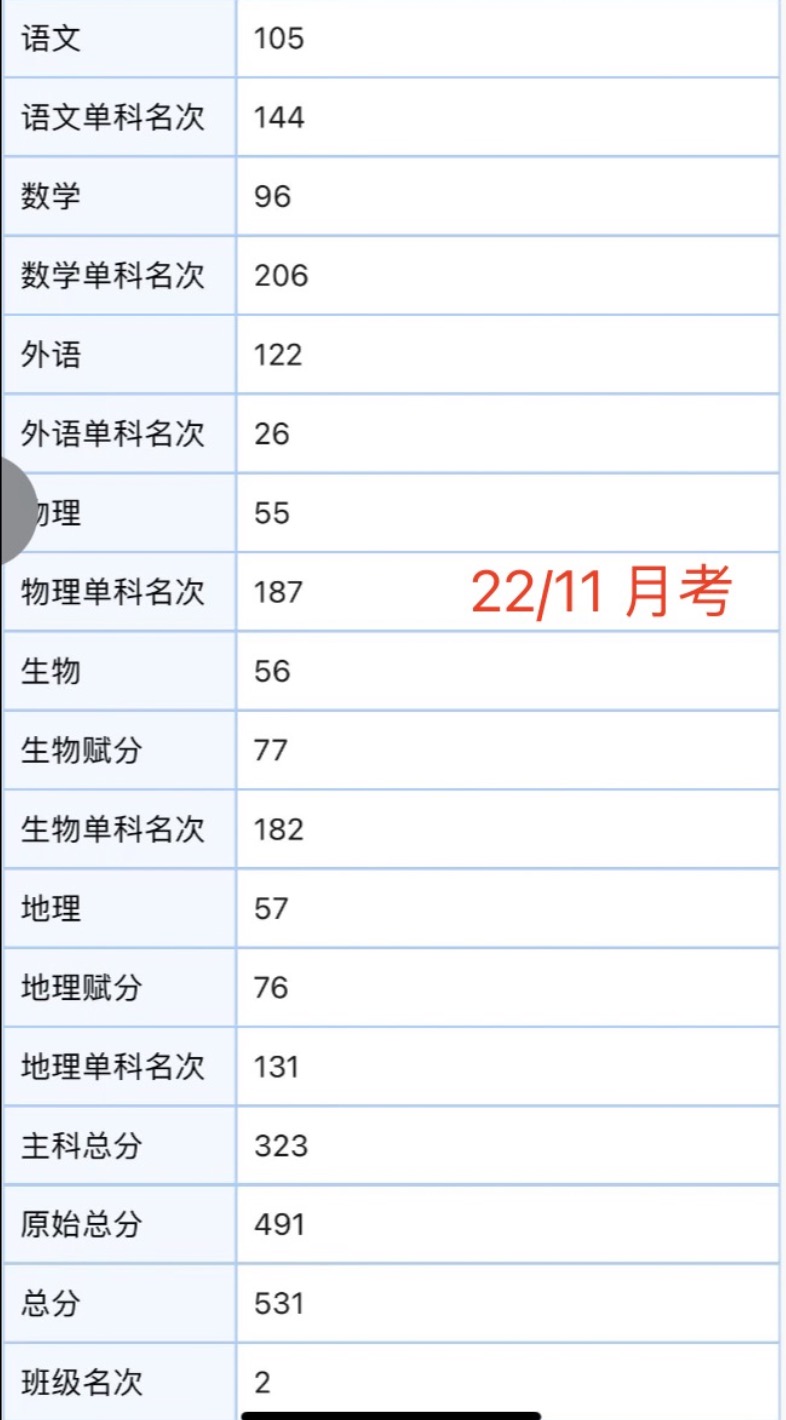 语文 105
语文单科名次 144
数学 96
数学单科名次 206
外语 122
外语单科名次 26
理 55
物理单科名次 187 22/11 月考
生物 56
生物赋分 77
生物单科名次 182
地理 57
地理赋分 76
地理单科名次 131
主科总分 323
原始总分 491
总分 531
班级名次 2